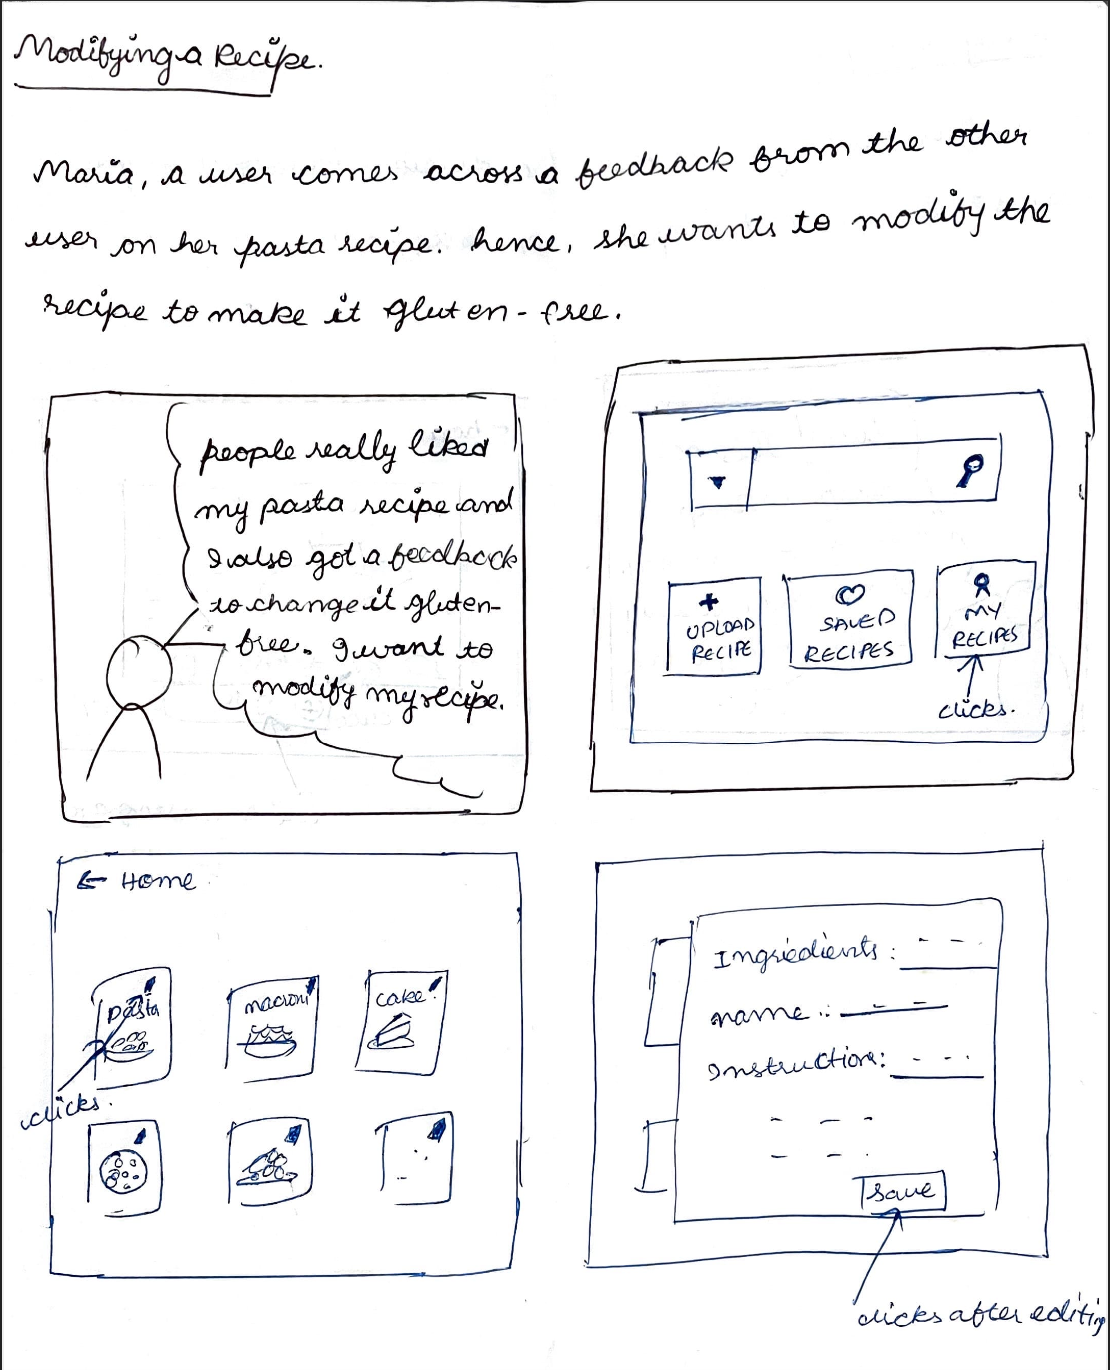 Modifying a Recipe.
Maria, a user comes across a feedback from the other
user on her pasta recipe. hence, she wants to modify the
recipe to make it gluten-free.
people really liked
my pasta recipe and
I also got a feedback
to change it gluten-
free. I want to
modify my recipe.
+
UPLOAD
RECIPE
SAVED
RECIPES
MY
RECIPES
clicks.
← Home
pasta
macroni
cake
clicks.
Ingriedients :
name :
Instructions:
save
clicks after editing